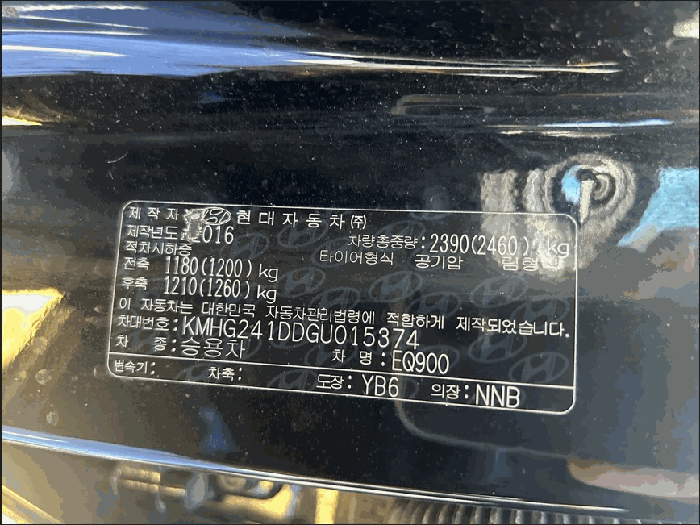 제작자 현대자동차(주)
제작년도: 2016 차량총중량: 2390(2460) kg
적차시하중 타이어형식 공기압 림형식
전축 1180(1200) kg
후축 1210(1260) kg
이 자동차는 대한민국 자동차관리법령에 적합하게 제작되었습니다.
차대번호: KMHG241DDGU015374
차 종: 승용차 차 명: EQ900
변속기: 차축: 도장: YB6 의장: NNB